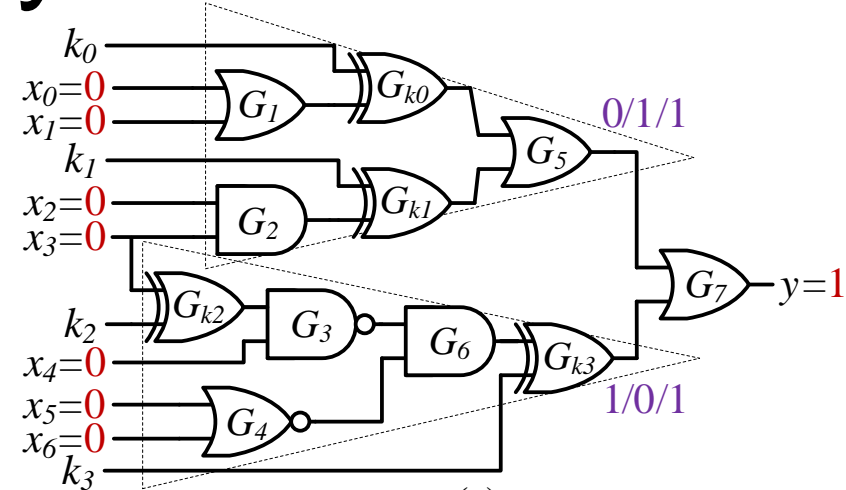 k0
x0=0
x1=0
k1
x2=0
x3=0
k2
x4=0
x5=0
x6=0
k3
G1
Gk0
G2
Gk1
G5
0/1/1
Gk2
G3
G4
G6
Gk3
1/0/1
G7
y=1